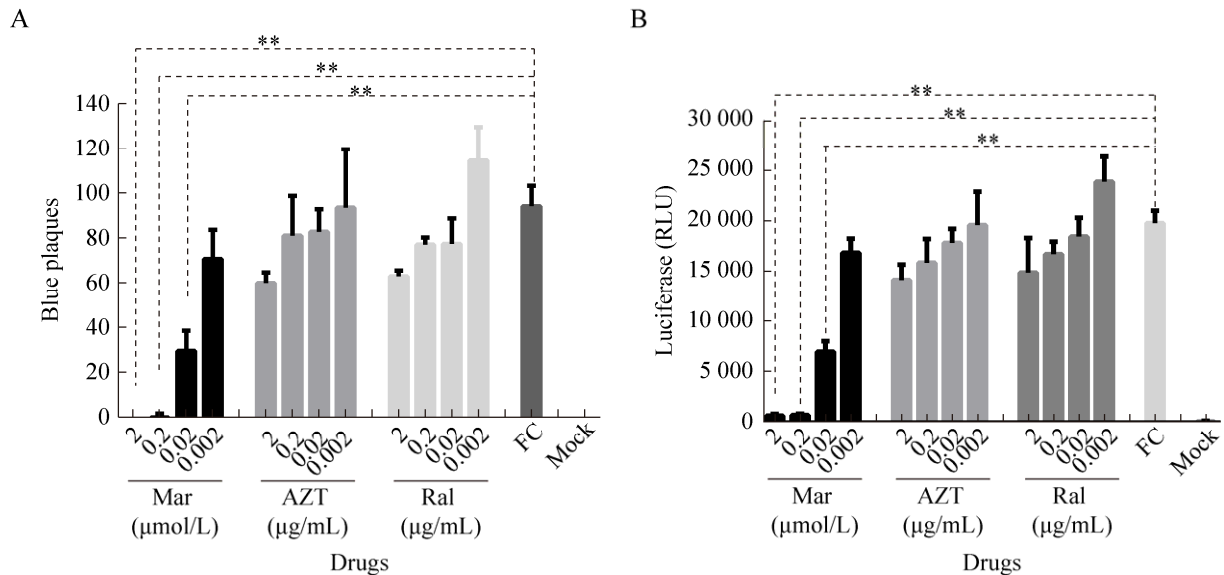 A
**
**
**
140
120
100
80
60
40
20
0
Blue plaques
2 0.2 0.02 0.002 2 0.2 0.02 0.002 2 0.2 0.02 0.002 FC Mock
Mar AZT Ral
(μmol/L) (μg/mL) (μg/mL)
Drugs
B
**
**
**
30 000
25 000
20 000
15 000
10 000
5 000
0
Luciferase (RLU)
2 0.2 0.02 0.002 2 0.2 0.02 0.002 2 0.2 0.02 0.002 FC Mock
Mar AZT Ral
(μmol/L) (μg/mL) (μg/mL)
Drugs